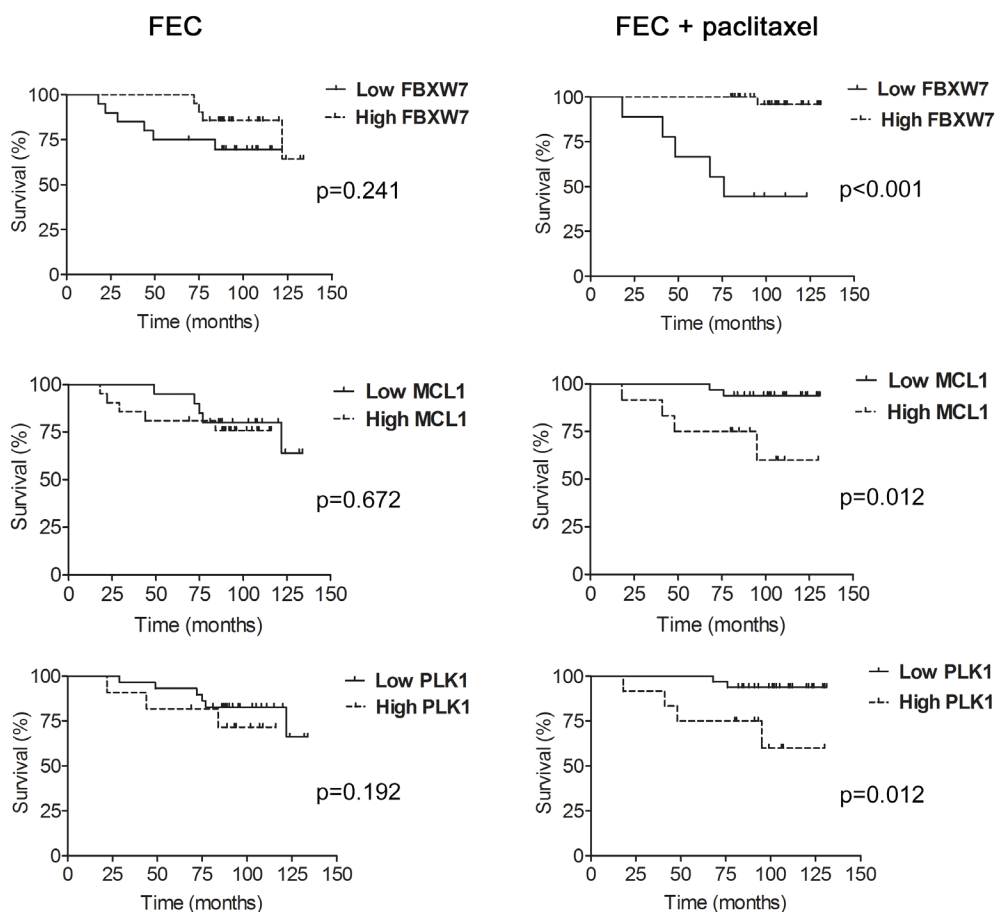 FEC
FEC + paclitaxel
Low FBXW7
High FBXW7
100
75
50
25
0
Survival (%)
p=0.241
0 25 50 75 100 125 150
Time (months)
Low FBXW7
High FBXW7
100
75
50
25
0
Survival (%)
p<0.001
0 25 50 75 100 125 150
Time (months)
Low MCL1
High MCL1
100
75
50
25
0
Survival (%)
p=0.672
0 25 50 75 100 125 150
Time (months)
Low MCL1
High MCL1
100
75
50
25
0
Survival (%)
p=0.012
0 25 50 75 100 125 150
Time (months)
Low PLK1
High PLK1
100
75
50
25
0
Survival (%)
p=0.192
0 25 50 75 100 125 150
Time (months)
Low PLK1
High PLK1
100
75
50
25
0
Survival (%)
p=0.012
0 25 50 75 100 125 150
Time (months)